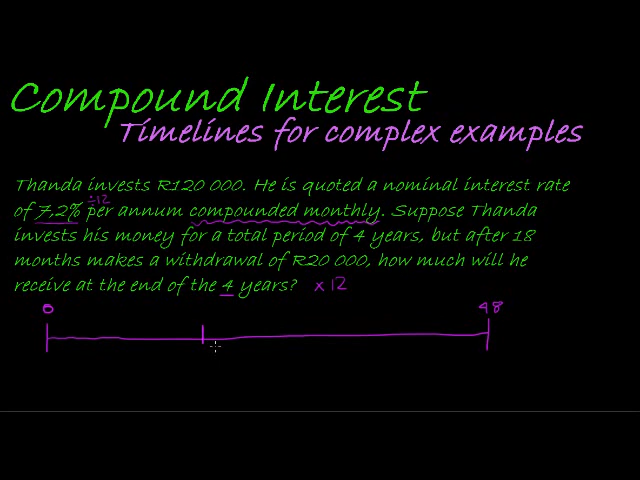 Compound Interest
Timelines for complex examples
Thanda invests R120 000. He is quoted a nominal interest rate
÷12
of 7,2% per annum compounded monthly. Suppose Thanda
invests his money for a total period of 4 years, but after 18
months makes a withdrawal of R20 000, how much will he
receive at the end of the 4 years? x 12
0 48